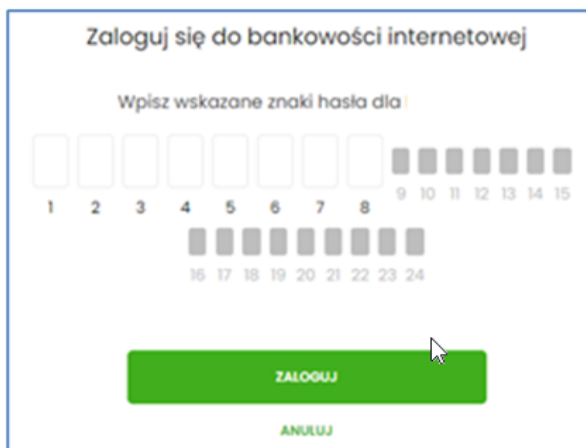 Zaloguj się do bankowości internetowej
Wpisz wskazane znaki hasła dla
1 2 3 4 5 6 7 8 9 10 11 12 13 14 15
16 17 18 19 20 21 22 23 24
ZALOGUJ
ANULUJ